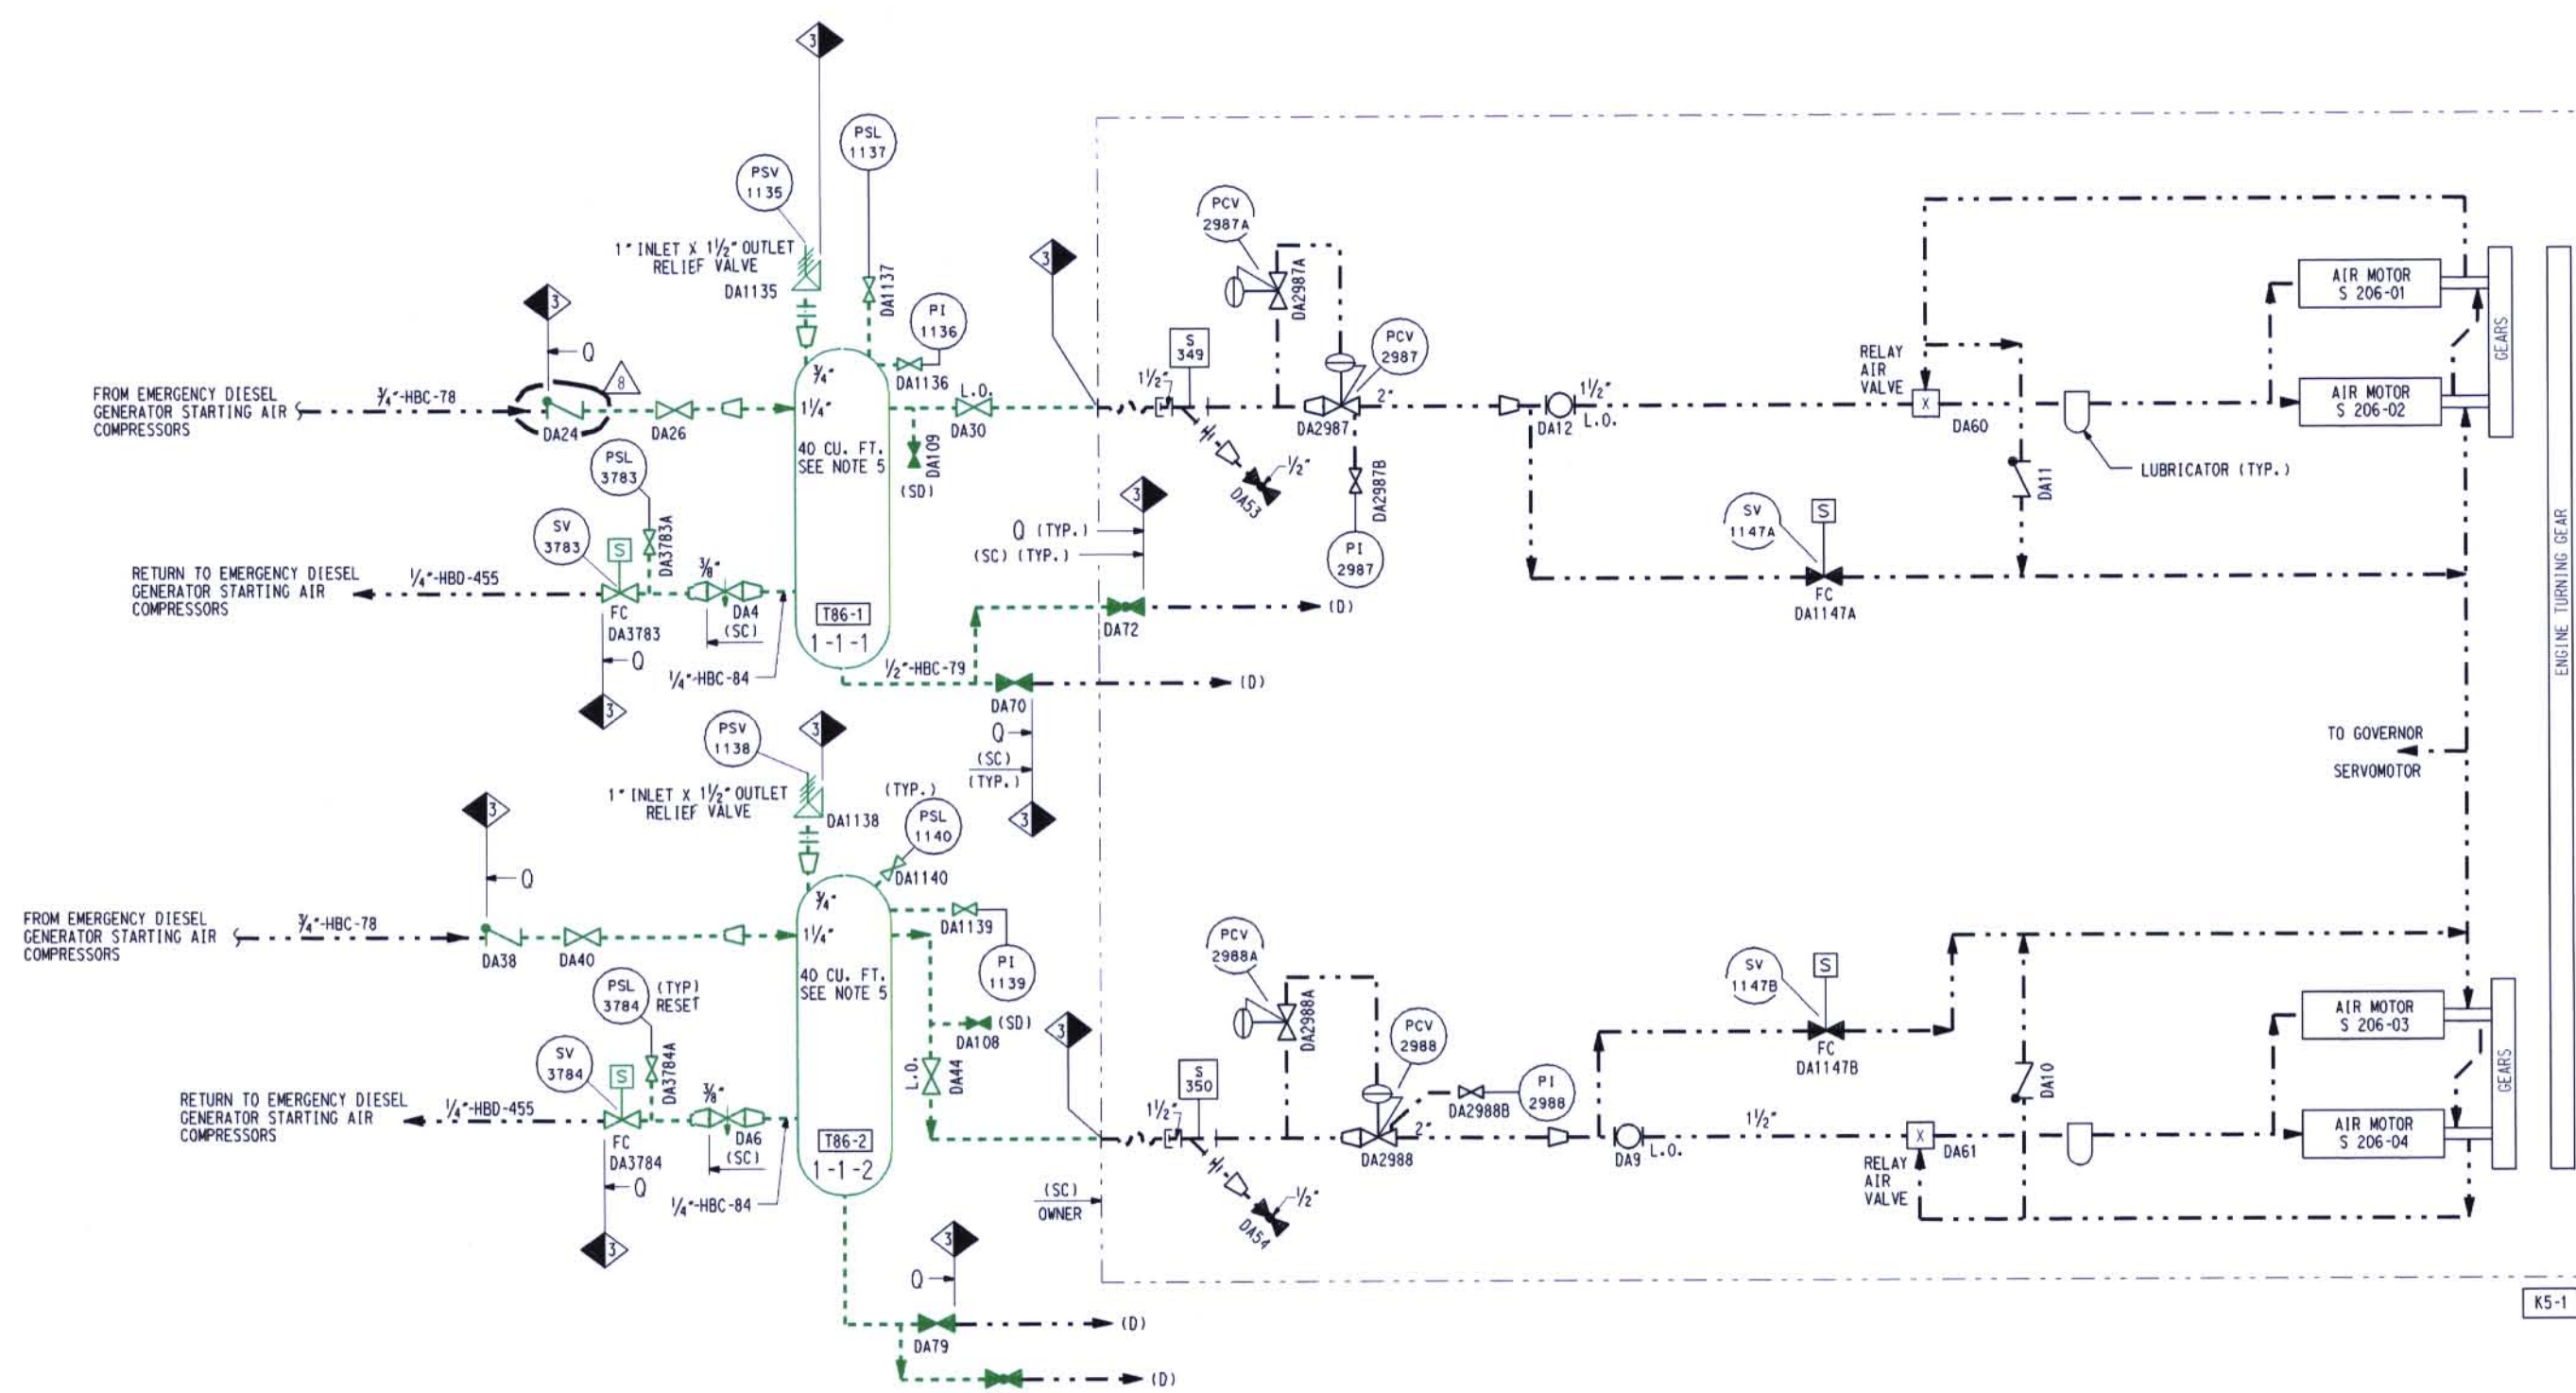 3
PSL
1137
PSV
1135
1" INLET X 1½" OUTLET
RELIEF VALVE
DA1135
DA1137
PI
1136
DA1136
3
Q
8
FROM EMERGENCY DIESEL
GENERATOR STARTING AIR
COMPRESSORS
¾"-HBC-78
DA24
DA26
¾"
1¼"
40 CU. FT.
SEE NOTE 5
L.O.
DA30
DA109
(SD)
PSL
3783
SV
3783
S
DA3783A
RETURN TO EMERGENCY DIESEL
GENERATOR STARTING AIR
COMPRESSORS
¼"-HBD-455
FC
DA3783
⅜"
DA4
(SC)
Q
3
¼"-HBC-84
T86-1
1-1-1
½"-HBC-79
DA72
(D)
DA70
(D)
Q
(SC)
(TYP.)
3
3
Q (TYP.)
(SC) (TYP.)
3
PCV
2987A
DA2987A
S
349
1½"
½"
DA53
PCV
2987
DA2987
2"
DA2987B
PI
2987
DA12
L.O.
1½"
SV
1147A
S
FC
DA1147A
RELAY
AIR
VALVE
X
DA60
DA11
LUBRICATOR (TYP.)
AIR MOTOR
S 206-01
AIR MOTOR
S 206-02
GEARS
ENGINE TURNING GEAR
TO GOVERNOR
SERVOMOTOR
PSV
1138
3
1" INLET X 1½" OUTLET
RELIEF VALVE
DA1138
(TYP.)
PSL
1140
DA1140
3
Q
FROM EMERGENCY DIESEL
GENERATOR STARTING AIR
COMPRESSORS
¾"-HBC-78
DA38
DA40
¾"
1¼"
40 CU. FT.
SEE NOTE 5
DA1139
PI
1139
(SD)
DA108
L.O.
DA44
PSL
3784
(TYP)
RESET
SV
3784
S
DA3784A
RETURN TO EMERGENCY DIESEL
GENERATOR STARTING AIR
COMPRESSORS
¼"-HBD-455
FC
DA3784
⅜"
DA6
(SC)
Q
3
¼"-HBC-84
T86-2
1-1-2
3
(SC)
OWNER
3
Q
DA79
(D)
(D)
PCV
2988A
DA2988A
S
350
1½"
½"
DA54
PCV
2988
DA2988
2"
DA2988B
PI
2988
SV
1147B
S
FC
DA1147B
DA9
L.O.
1½"
RELAY
AIR
VALVE
X
DA61
DA10
AIR MOTOR
S 206-03
AIR MOTOR
S 206-04
GEARS
K5-1